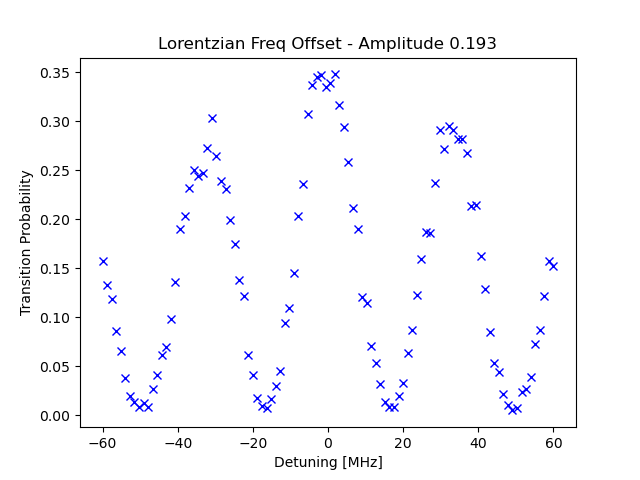 Lorentzian Freq Offset - Amplitude 0.193
Transition Probability
0.35
0.30
0.25
0.20
0.15
0.10
0.05
0.00
−60 −40 −20 0 20 40 60
Detuning [MHz]